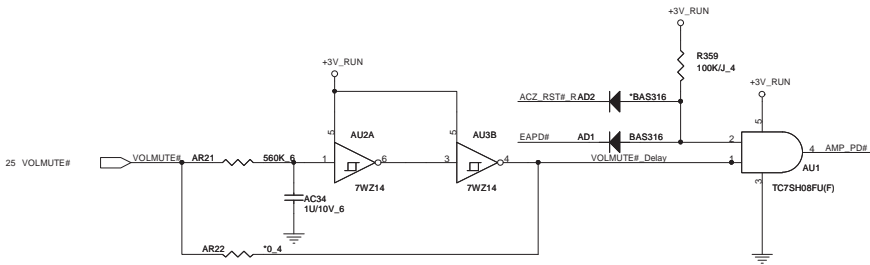 +3V_RUN
R359
100K/J_4
+3V_RUN
+3V_RUN
ACZ_RST#_R AD2 *BAS316
5 AU2A 5 AU3B
EAPD# AD1 BAS316 2 5
4 AMP_PD#
25 VOLMUTE# VOLMUTE# AR21 560K_6 1 6 3 4 VOLMUTE#_Delay 1
AU1
7WZ14 7WZ14
3 TC7SH08FU(F)
AC34
1U/10V_6
AR22 *0_4